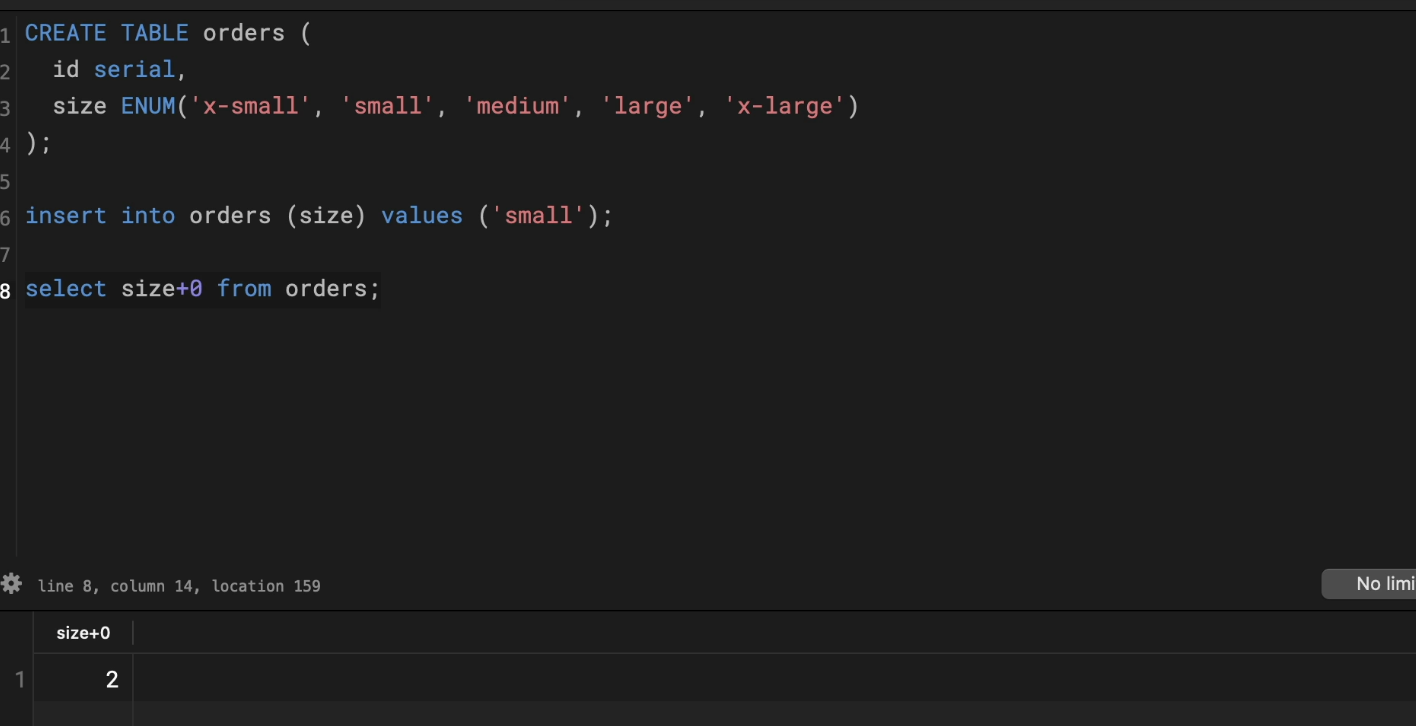 1 CREATE TABLE orders (
2 id serial,
3 size ENUM('x-small', 'small', 'medium', 'large', 'x-large')
4 );
5
6 insert into orders (size) values ('small');
7
8 select size+0 from orders;
line 8, column 14, location 159
No limi
size+0
1 2